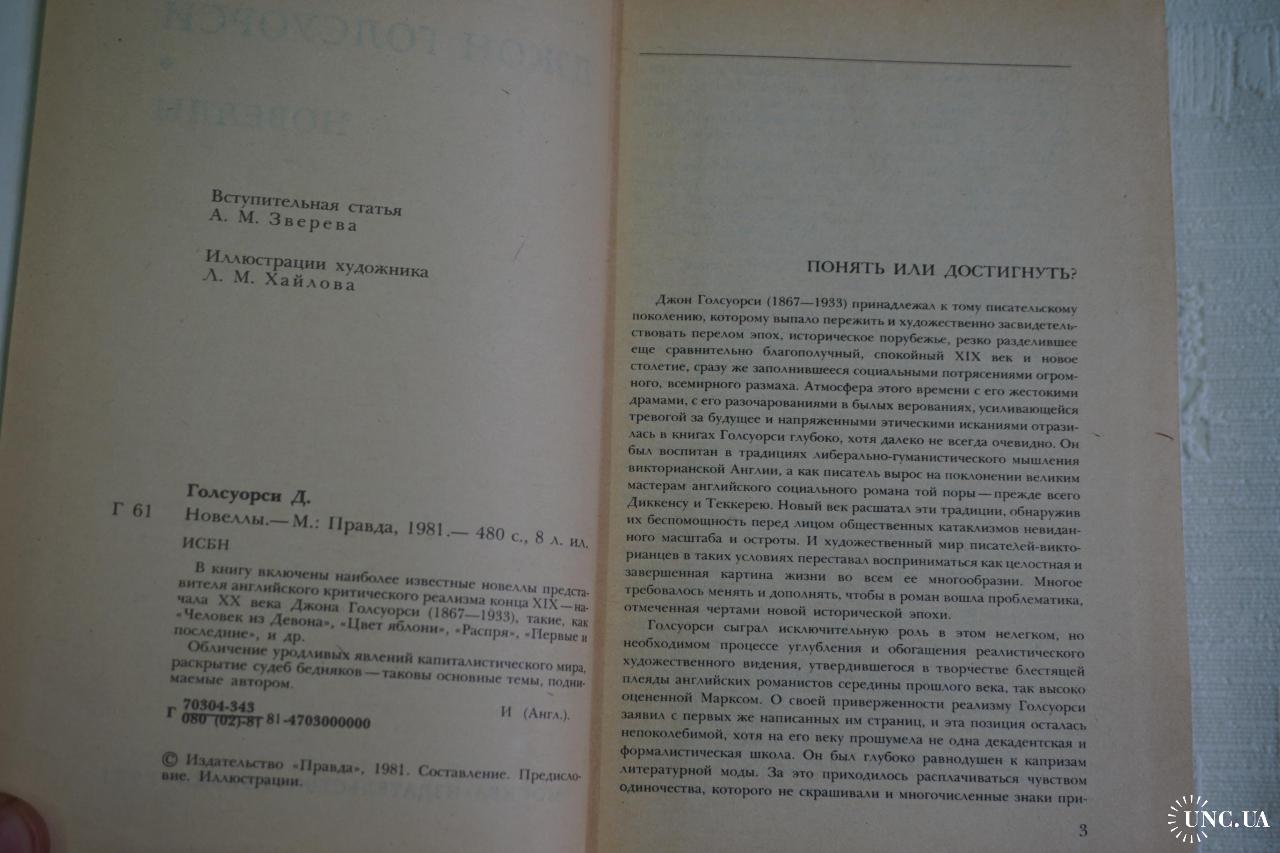 ДЖОН ГОЛСУОРСИ
НОВЕЛЛЫ
Вступительная статья
А. М. Зверева
Иллюстрации художника
Л. М. Хайлова
Голсуорси Д.
Г 61
Новеллы.— М.: Правда, 1981.— 480 с., 8 л. ил.
ИСБН
В книгу включены наиболее известные новеллы предста-
вителя английского критического реализма конца XIX—на-
чала XX века Джона Голсуорси (1867—1933), такие, как
«Человек из Девона», «Цвет яблони», «Распря», «Первые и
последние», и др.
Обличение уродливых явлений капиталистического мира,
раскрытие судеб бедняков—таковы основные темы, подни-
маемые автором.
Г 70304-343
080 (02)-81 81-4703000000
И (Англ.).
© Издательство «Правда», 1981. Составление. Предисло-
вие. Иллюстрации.
ПОНЯТЬ ИЛИ ДОСТИГНУТЬ?
Джон Голсуорси (1867—1933) принадлежал к тому писательскому
поколению, которому выпало пережить и художественно засвидетель-
ствовать перелом эпох, историческое порубежье, резко разделившее
еще сравнительно благополучный, спокойный XIX век и новое
столетие, сразу же заполнившееся социальными потрясениями огром-
ного, всемирного размаха. Атмосфера этого времени с его жестокими
драмами, с его разочарованиями в былых верованиях, усиливающейся
тревогой за будущее и напряженными этическими исканиями отрази-
лась в книгах Голсуорси глубоко, хотя далеко не всегда очевидно. Он
был воспитан в традициях либерально-гуманистического мышления
викторианской Англии, а как писатель вырос на поклонении великим
мастерам английского социального романа той поры — прежде всего
Диккенсу и Теккерею. Новый век расшатал эти традиции, обнаружив
их беспомощность перед лицом общественных катаклизмов невидан-
ного масштаба и остроты. И художественный мир писателей-викто-
рианцев в таких условиях переставал восприниматься как целостная и
завершенная картина жизни во всем ее многообразии. Многое
требовалось менять и дополнять, чтобы в роман вошла проблематика,
отмеченная чертами новой исторической эпохи.
Голсуорси сыграл исключительную роль в этом нелегком, но
необходимом процессе углубления и обогащения реалистического
художественного видения, утвердившегося в творчестве блестящей
плеяды английских романистов середины прошлого века, так высоко
оцененной Марксом. О своей приверженности реализму Голсуорси
заявил с первых же написанных им страниц, и эта позиция осталась
непоколебимой, хотя на его веку прошумела не одна декадентская и
формалистическая школа. Он был глубоко равнодушен к капризам
литературной моды. За это приходилось расплачиваться чувством
одиночества, которого не скрашивали и многочисленные знаки при-
3
UNC.UA